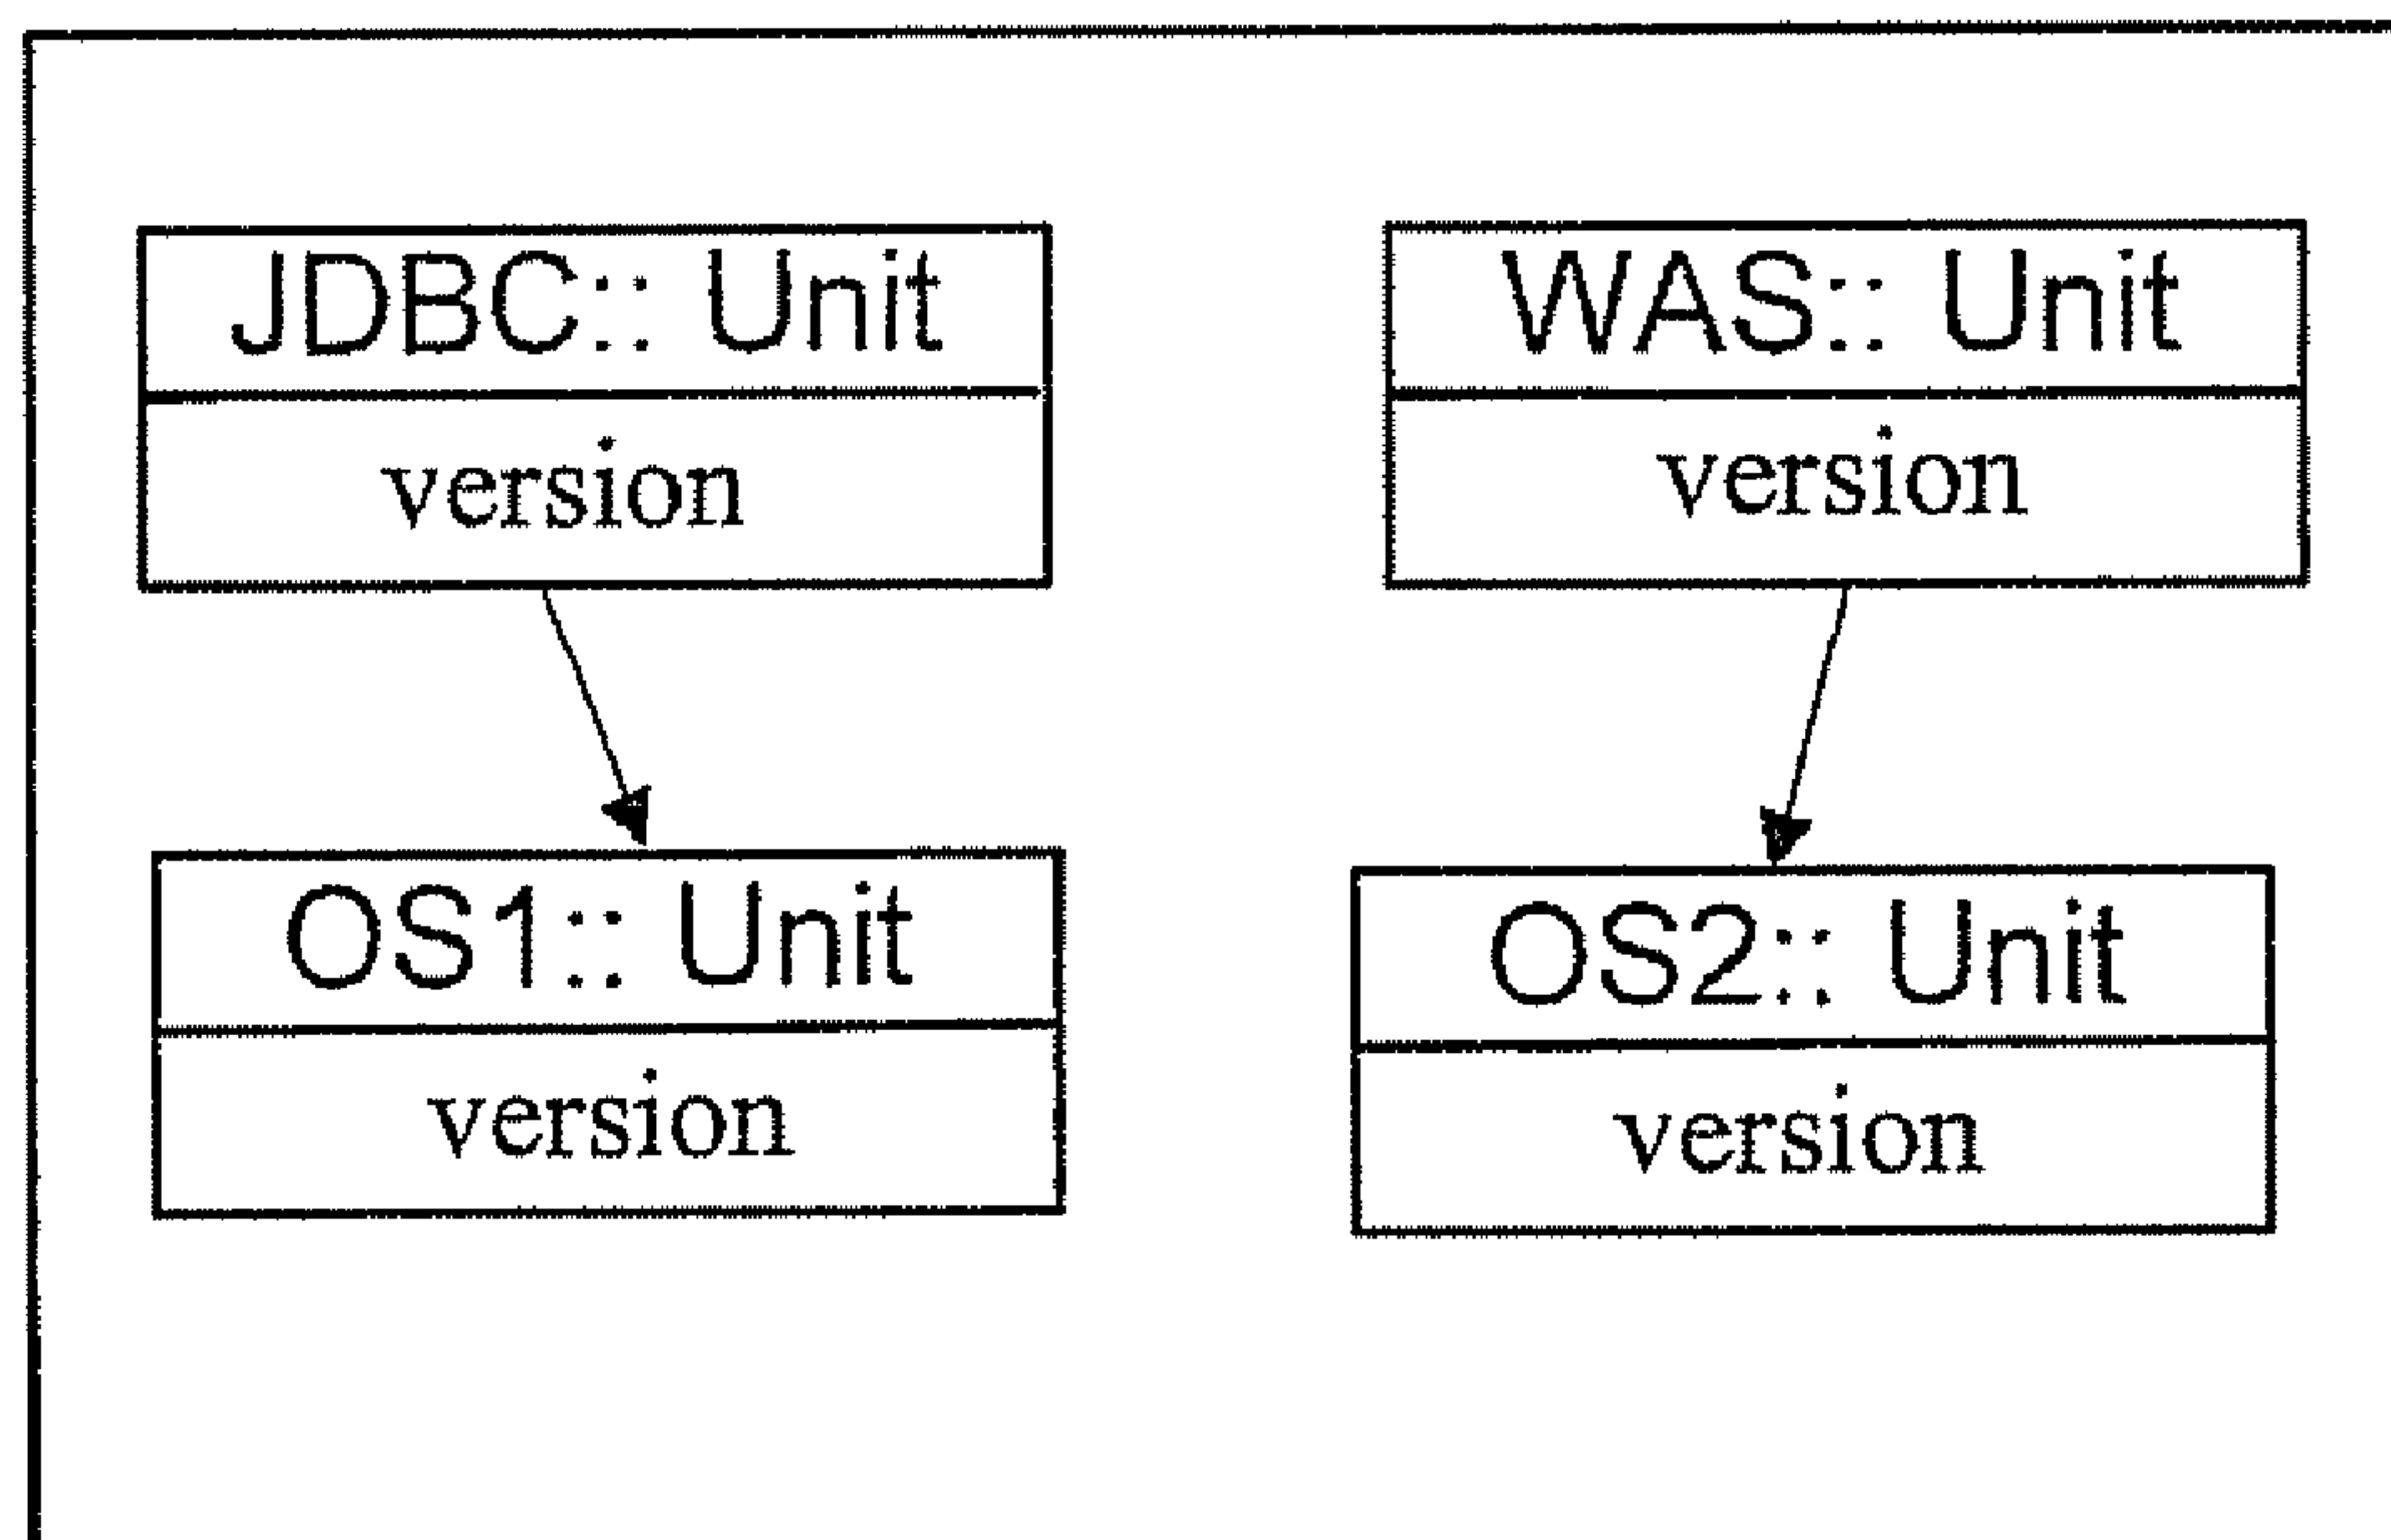 JDBC:: Unit
version
WAS:: Unit
version
OS1:: Unit
version
OS2:: Unit
version